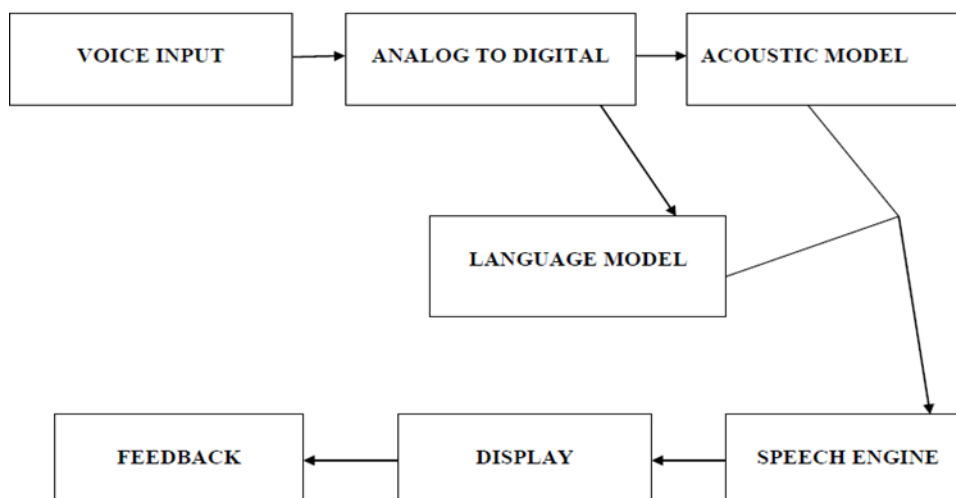 VOICE INPUT
ANALOG TO DIGITAL
ACOUSTIC MODEL
LANGUAGE MODEL
FEEDBACK
DISPLAY
SPEECH ENGINE